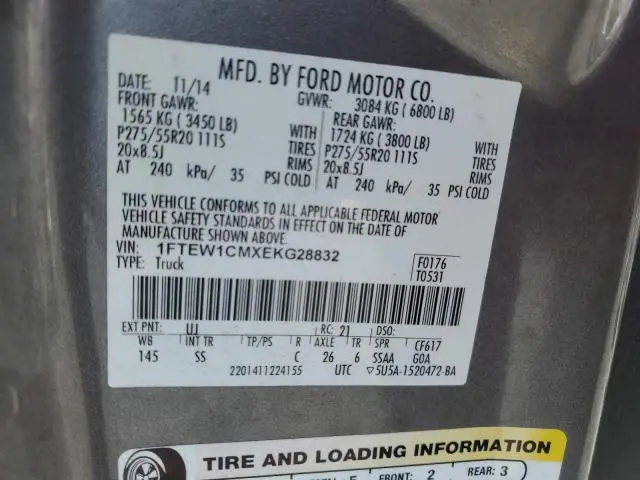 MFD. BY FORD MOTOR CO.
DATE: 11/14 GVWR: 3084 KG ( 6800 LB)
FRONT GAWR: REAR GAWR:
1565 KG ( 3450 LB) WITH 1724 KG ( 3800 LB) WITH
P275/55R20 111S TIRES P275/55R20 111S TIRES
20x8.5J RIMS 20x8.5J RIMS
AT 240 kPa/ 35 PSI COLD AT 240 kPa/ 35 PSI COLD
THIS VEHICLE CONFORMS TO ALL APPLICABLE FEDERAL MOTOR
VEHICLE SAFETY STANDARDS IN EFFECT ON THE DATE OF
MANUFACTURE SHOWN ABOVE.
VIN: 1FTEW1CMXEKG28832 F0176
TYPE: Truck T0531
EXT PNT: UJ RC: 21 DSO:
WB INT TR TP/PS R AXLE TR SPR CF617
145 SS C 26 6 SSAA GOA
2201411224155 UTC ▽5U5A-1520472-BA
TIRE AND LOADING INFORMATION
FRONT: 2 REAR: 3